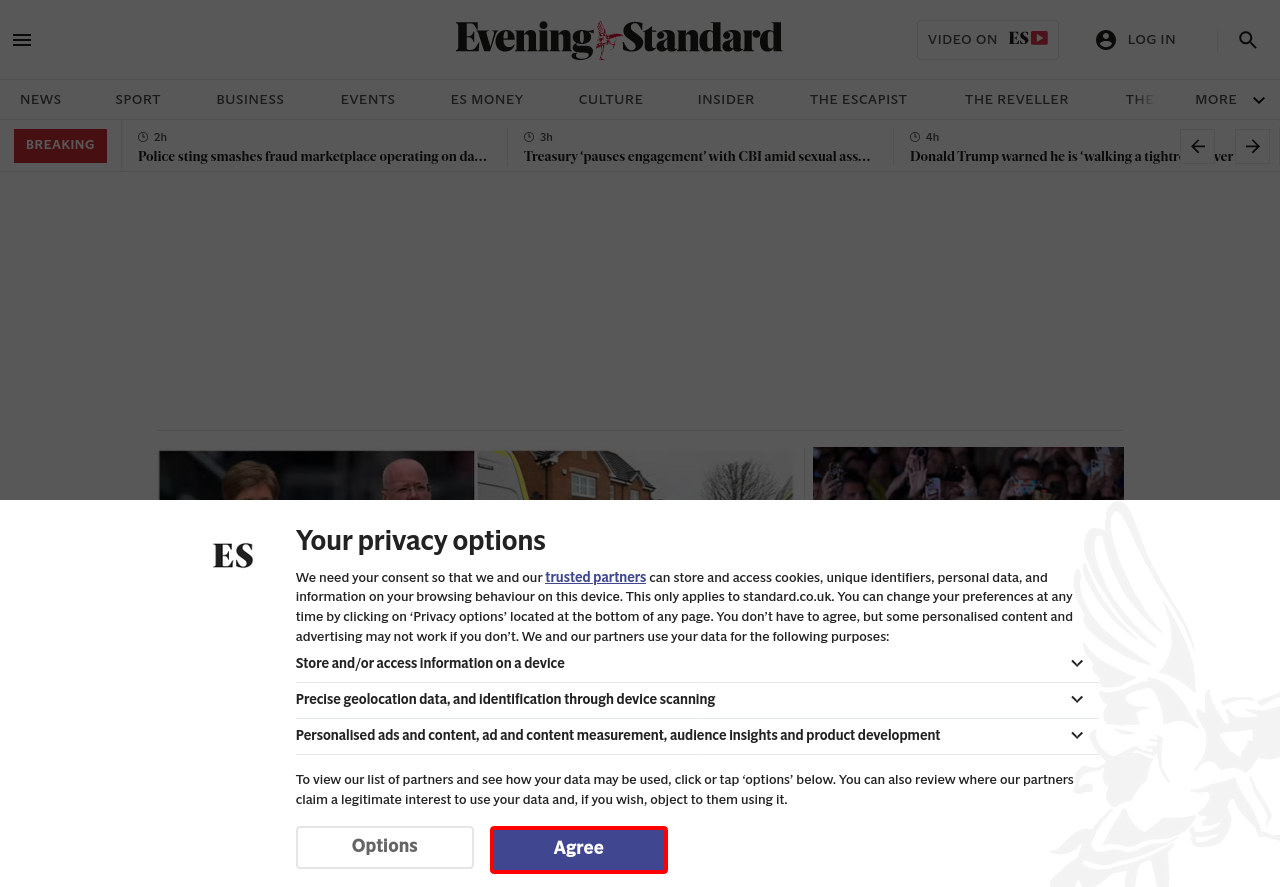 Evening Standard
VIDEO ON ES
LOG IN
NEWS SPORT BUSINESS EVENTS ES MONEY CULTURE INSIDER THE ESCAPIST THE REVELLER THE MORE
BREAKING
2h
Police sting smashes fraud marketplace operating on da...
3h
Treasury ‘pauses engagement’ with CBI amid sexual ass...
4h
Donald Trump warned he is ‘walking a tightr ver
ES
Your privacy options
We need your consent so that we and our trusted partners can store and access cookies, unique identifiers, personal data, and
information on your browsing behaviour on this device. This only applies to standard.co.uk. You can change your preferences at any
time by clicking on ‘Privacy options’ located at the bottom of any page. You don’t have to agree, but some personalised content and
advertising may not work if you don’t. We and our partners use your data for the following purposes:
Store and/or access information on a device
Precise geolocation data, and identification through device scanning
Personalised ads and content, ad and content measurement, audience insights and product development
To view our list of partners and see how your data may be used, click or tap ‘options’ below. You can also review where our partners
claim a legitimate interest to use your data and, if you wish, object to them using it.
Options
Agree